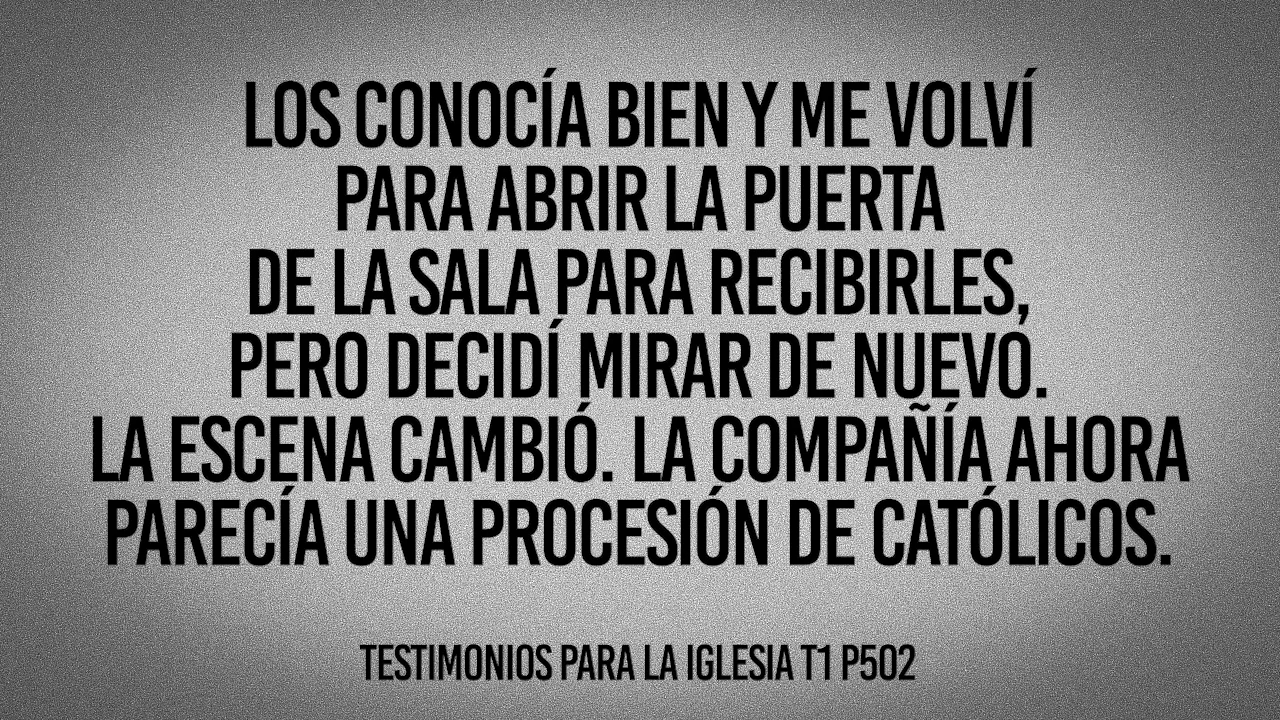 LOS CONOCÍA BIEN Y ME VOLVÍ
PARA ABRIR LA PUERTA
DE LA SALA PARA RECIBIRLES,
PERO DECIDÍ MIRAR DE NUEVO.
LA ESCENA CAMBIÓ. LA COMPAÑÍA AHORA
PARECÍA UNA PROCESIÓN DE CATÓLICOS.
TESTIMONIOS PARA LA IGLESIA T1 P502